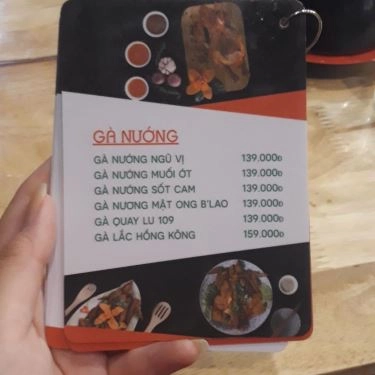 GÀ NƯỚNG
GÀ NƯỚNG NGŨ VỊ 139.000Đ
GÀ NƯỚNG MUỐI ỚT 139.000Đ
GÀ NƯỚNG SỐT CAM 139.000Đ
GÀ NƯƠNG MẬT ONG B'LAO 139.000Đ
GÀ QUAY LU 109 139.000Đ
GÀ LẮC HỒNG KÔNG 159.000Đ